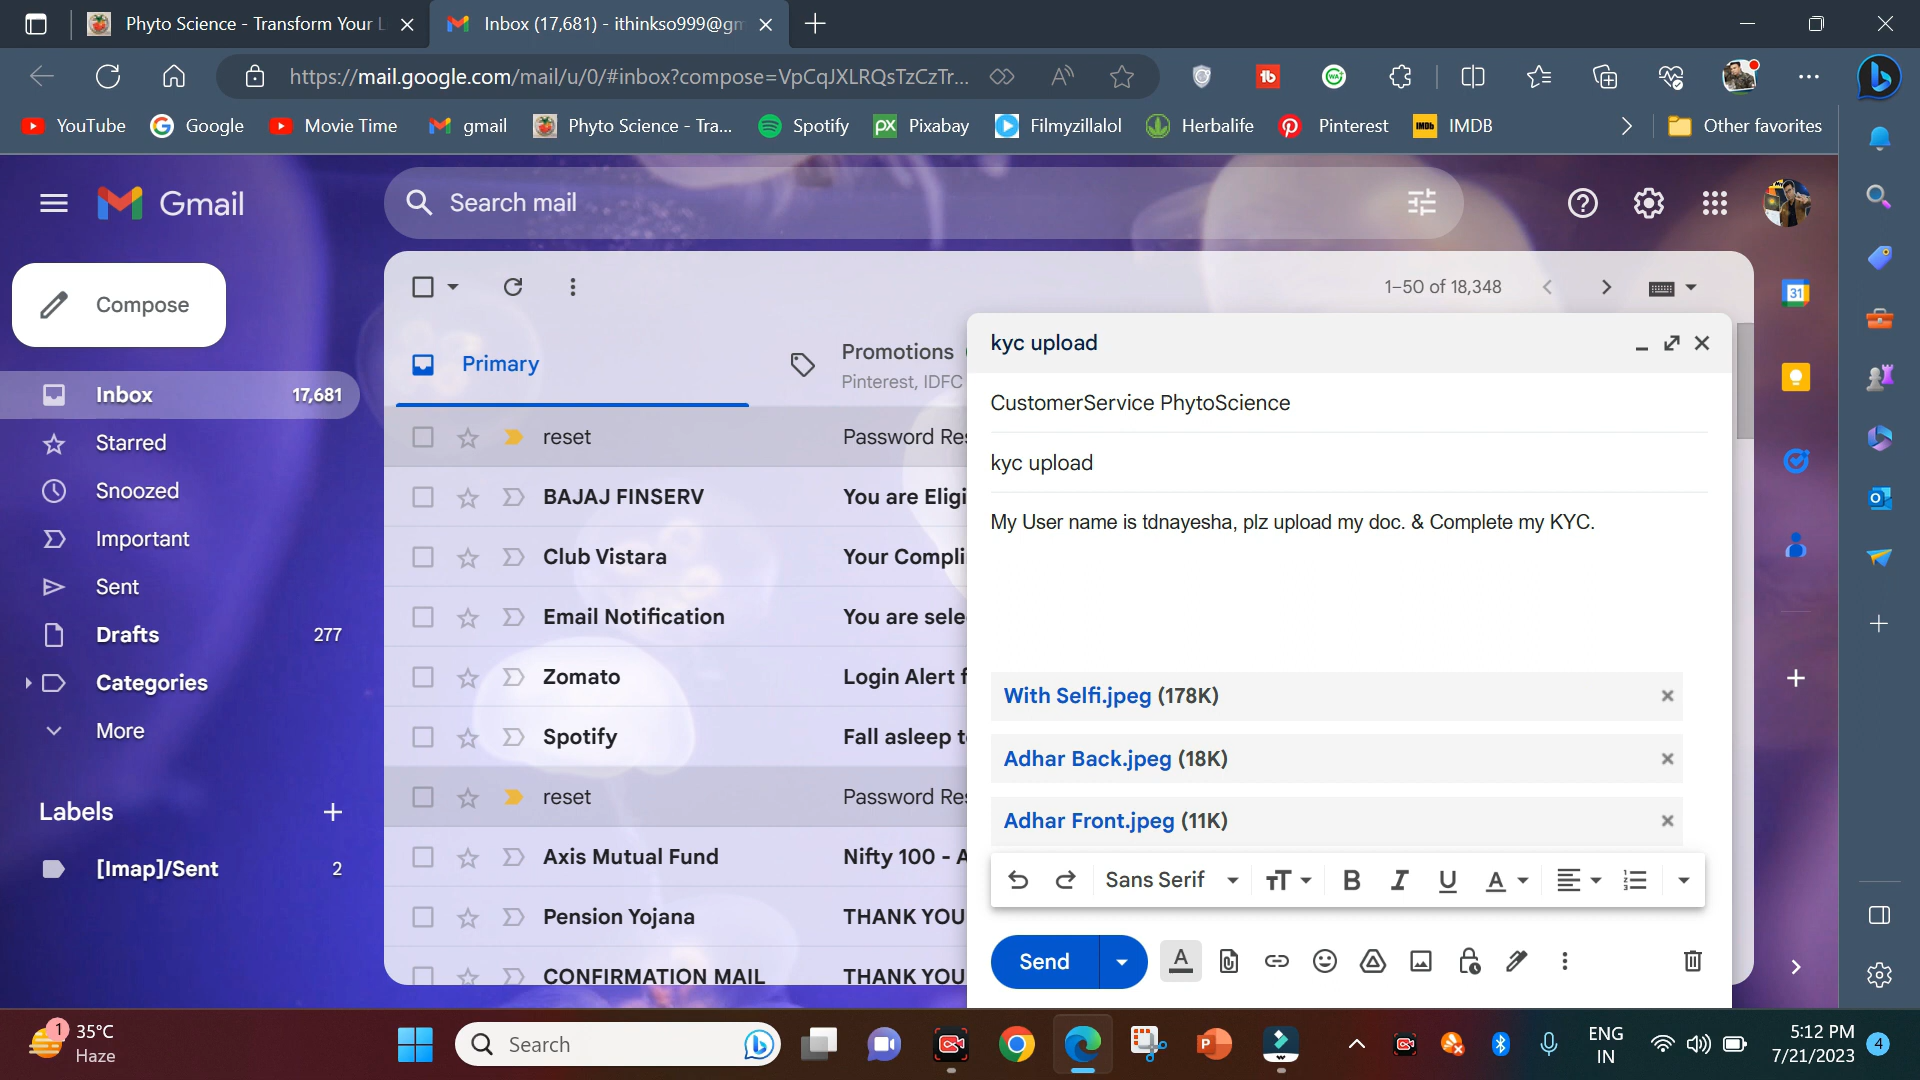 Phyto Science - Transform Your L
Inbox (17,681) - ithinkso999@gm
https://mail.google.com/mail/u/0/#inbox?compose=VpCqJXLRQsTzCzTr...
YouTube
Google
Movie Time
gmail
Phyto Science - Tra...
Spotify
Pixabay
Filmyzillalol
Herbalife
Pinterest
IMDB
Other favorites
Gmail
Search mail
Compose
1–50 of 18,348
Primary
Promotions
Pinterest, IDFC
Inbox 17,681
Starred
Snoozed
Important
Sent
Drafts 277
Categories
More
Labels
[Imap]/Sent 2
reset Password Res
BAJAJ FINSERV You are Eligi
Club Vistara Your Compli
Email Notification You are sele
Zomato Login Alert f
Spotify Fall asleep t
reset Password Res
Axis Mutual Fund Nifty 100 - A
Pension Yojana THANK YOU
CONFIRMATION MAIL THANK YOU
kyc upload
CustomerService PhytoScience
kyc upload
My User name is tdnayesha, plz upload my doc. & Complete my KYC.
With Selfi.jpeg (178K)
Adhar Back.jpeg (18K)
Adhar Front.jpeg (11K)
Sans Serif
Send
31
1
35°C
Haze
Search
ENG
IN
5:12 PM
7/21/2023
4